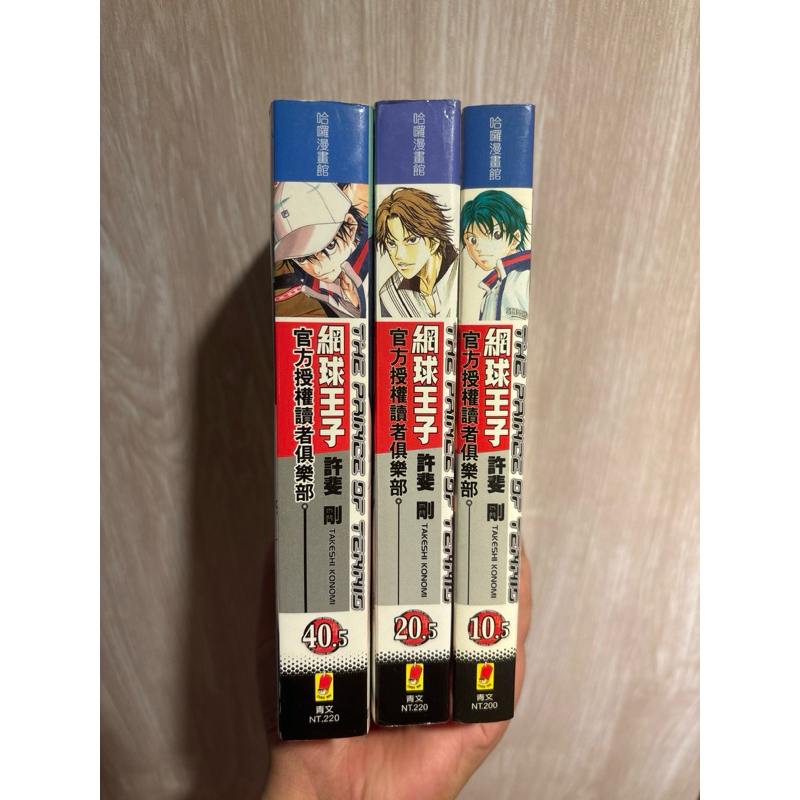 哈囉漫畫館
網球王子
官方授權讀者俱樂部
許斐 剛
TAKESHI KONOMI
THE PRINCE OF TENNIS
40.5
青文
NT.220
哈囉漫畫館
網球王子
官方授權讀者俱樂部
許斐 剛
TAKESHI KONOMI
THE PRINCE OF TENNIS
20.5
青文
NT.220
哈囉漫畫館
網球王子
官方授權讀者俱樂部
許斐 剛
TAKESHI KONOMI
THE PRINCE OF TENNIS
10.5
青文
NT.200